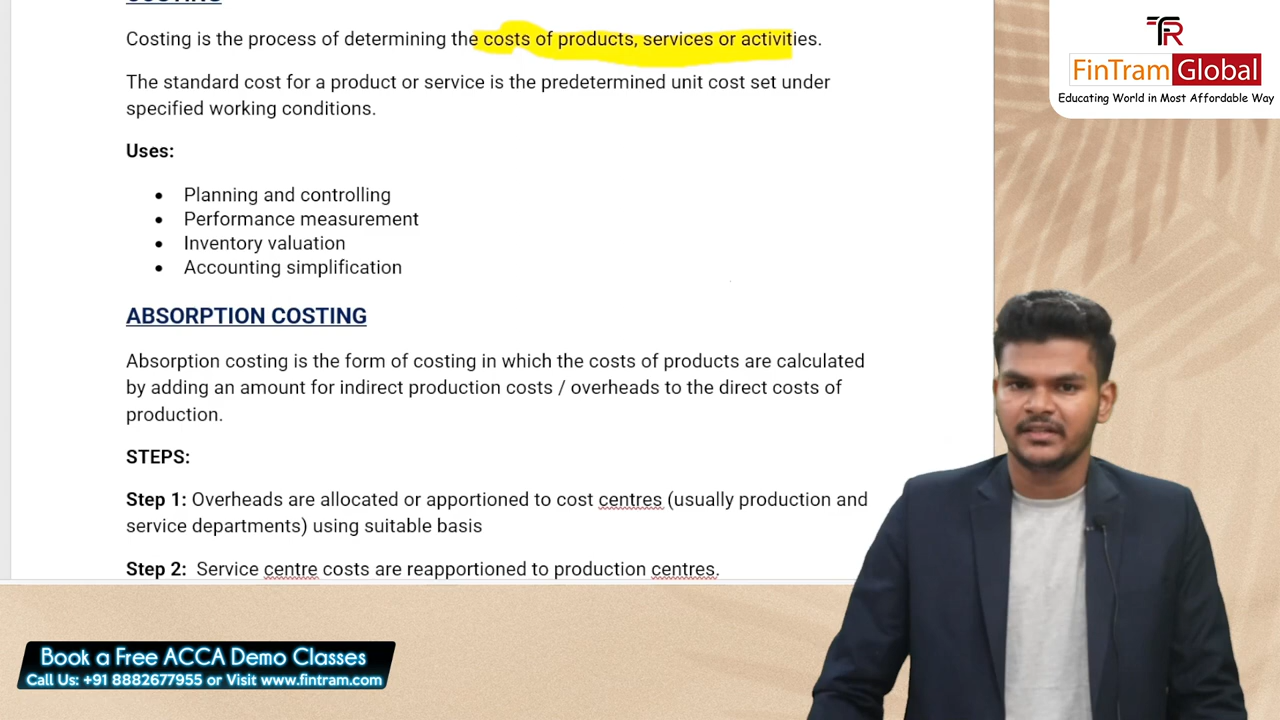 COSTING
Costing is the process of determining the costs of products, services or activities.
The standard cost for a product or service is the predetermined unit cost set under
specified working conditions.
Uses:
• Planning and controlling
• Performance measurement
• Inventory valuation
• Accounting simplification
ABSORPTION COSTING
Absorption costing is the form of costing in which the costs of products are calculated
by adding an amount for indirect production costs / overheads to the direct costs of
production.
STEPS:
Step 1: Overheads are allocated or apportioned to cost centres (usually production and
service departments) using suitable basis
Step 2: Service centre costs are reapportioned to production centres.
FinTram Global
Educating World in Most Affordable Way
Book a Free ACCA Demo Classes
Call Us: +91 8882677955 or Visit www.fintram.com